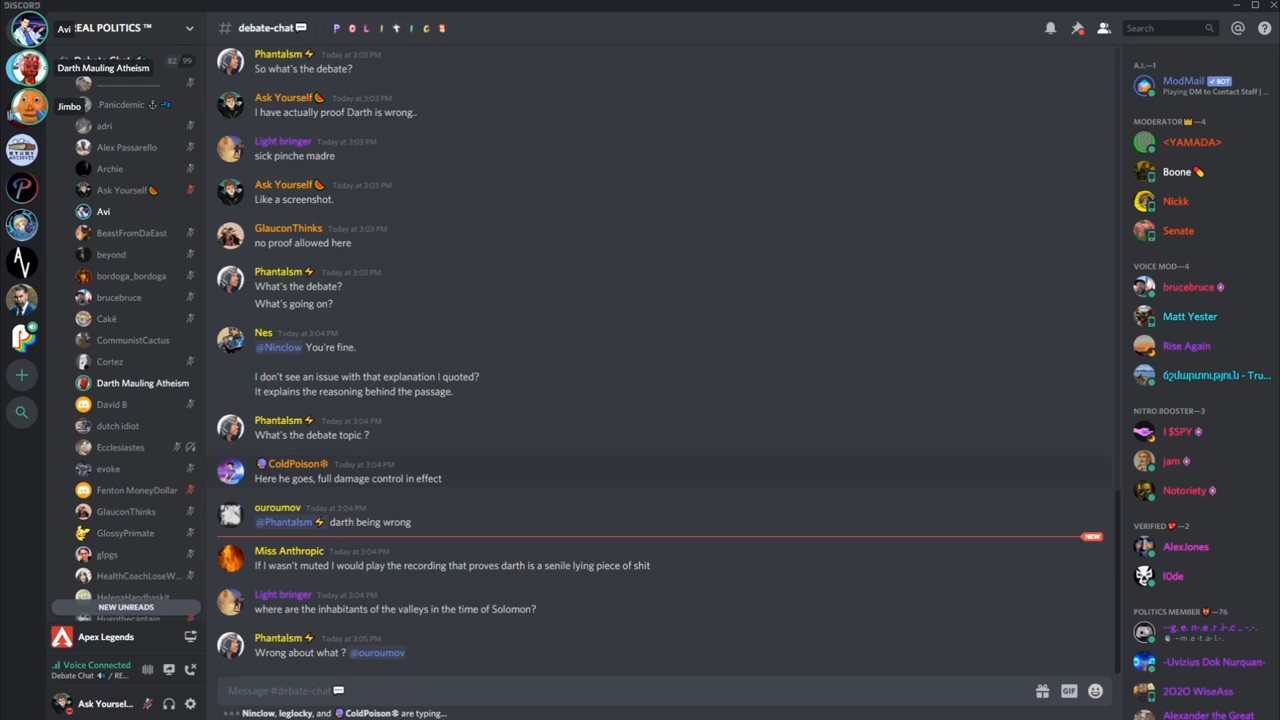 DISCORD
Avi
Darth Mauling Atheism
Jimbo
REAL POLITICS ™
82 99
.Panicdemic
adri
Alex Passarello
Archie
Ask Yourself🍉
Avi
BeastFromDaEast
beyond
bordoga_bordoga
brucebruce
Cakë
CommunistCactus
Cortez
Darth Mauling Atheism
David B
dutch idiot
Ecclesiastes
evoke
Fenton MoneyDollar
GlauconThinks
GlossyPrimate
glpgs
HealthCoachLoseW...
HelenaHandbaskit
NEW UNREADS
Hugothecaptain
Apex Legends
Voice Connected
Debate Chat / RE...
Ask Yoursel...
# debate-chat💬 P O L I T I C S
Search
Phantalsm ⚡ Today at 3:03 PM
So what's the debate?
Ask Yourself🍉 Today at 3:03 PM
I have actually proof Darth is wrong..
Light bringer Today at 3:03 PM
sick pinche madre
Ask Yourself🍉 Today at 3:03 PM
Like a screenshot.
GlauconThinks Today at 3:03 PM
no proof allowed here
Phantalsm ⚡ Today at 3:03 PM
What's the debate?
What's going on?
Nes Today at 3:04 PM
@Ninclow You're fine.
I don't see an issue with that explanation I quoted?
It explains the reasoning behind the passage.
Phantalsm ⚡ Today at 3:04 PM
What's the debate topic ?
🔮ColdPoison❄ Today at 3:04 PM
Here he goes, full damage control in effect
ouroumov Today at 3:04 PM
@Phantalsm ⚡ darth being wrong
NEW
Miss Anthropic Today at 3:04 PM
If I wasn't muted I would play the recording that proves darth is a senile lying piece of shit
Light bringer Today at 3:04 PM
where are the inhabitants of the valleys in the time of Solomon?
Phantalsm ⚡ Today at 3:05 PM
Wrong about what ? @ouroumov
Message #debate-chat💬
GIF
Ninclow, leglocky, and 🔮ColdPoison❄ are typing...
A.I.—1
ModMail ✔BOT
Playing DM to Contact Staff | ...
MODERATOR👑—4
<YAMADA>
Boone 💊
Nickk
Senate
VOICE MOD—4
brucebruce
Matt Yester
Rise Again
ճշմարտություն - Tru...
NITRO BOOSTER—3
I $SPY
jam
Notoriety
VERIFIED —2
AlexJones
l0de
POLITICS MEMBER —76
--g. e. n-.e .r .i-.c .. -.-.
--m .e -t .a -l.-.
-Uvizius Dok Nurquan-
2O2O WiseAss
Alexander the Great